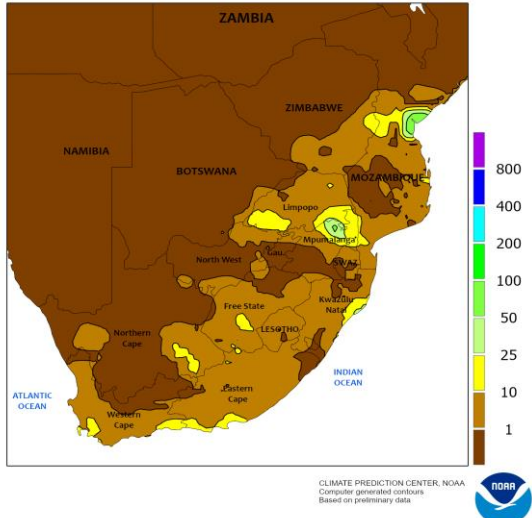 ZAMBIA
ZIMBABWE
NAMIBIA
BOTSWANA
MOZAMBIQUE
Limpopo
Mpumalanga
Gau.
North West
SWAZ.
Free State
Kwazulu
Natal
LESOTHO
Northern
Cape
INDIAN
OCEAN
Eastern
Cape
ATLANTIC
OCEAN
Western
Cape
800
400
200
100
50
25
10
1
CLIMATE PREDICTION CENTER, NOAA
Computer generated contours
Based on preliminary data
NOAA